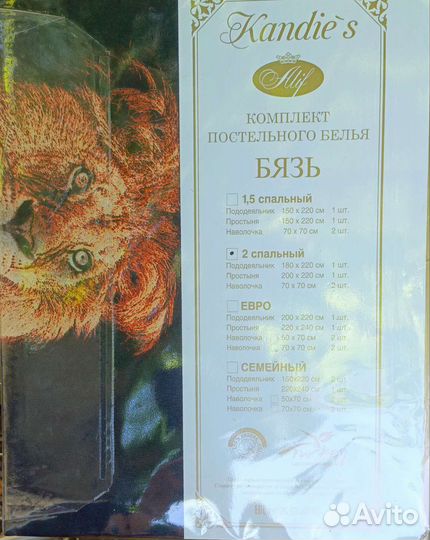 Kandie`s
Alif
КОМПЛЕКТ
ПОСТЕЛЬНОГО БЕЛЬЯ
БЯЗЬ
1,5 спальный
Пододеяльник 150 х 220 см 1 шт.
Простыня 150 х 220 см 1 шт.
Наволочка 70 х 70 см 2 шт.
2 спальный
Пододеяльник 180 х 220 см 1 шт.
Простыня 200 х 220 см 1 шт.
Наволочка 70 х 70 см 2 шт.
ЕВРО
Пододеяльник 200 х 220 см 1 шт.
Простыня 220 х 240 см 1 шт.
Наволочка 50 х 70 см 2 шт.
Наволочка 70 х 70 см 2 шт.
СЕМЕЙНЫЙ
Пододеяльник 150х220 см 2 шт.
Простыня 220х240 см 1 шт.
Наволочка 50х70 см
Наволочка 70х70 см
Avito